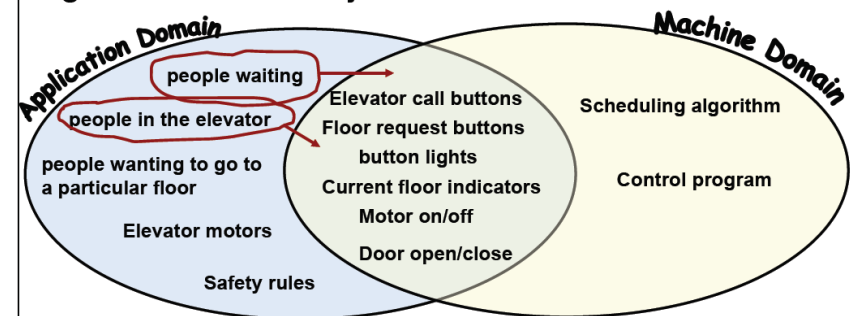 Application Domain
Machine Domain
people waiting
people in the elevator
people wanting to go to
a particular floor
Elevator motors
Safety rules
Elevator call buttons
Floor request buttons
button lights
Current floor indicators
Motor on/off
Door open/close
Scheduling algorithm
Control program